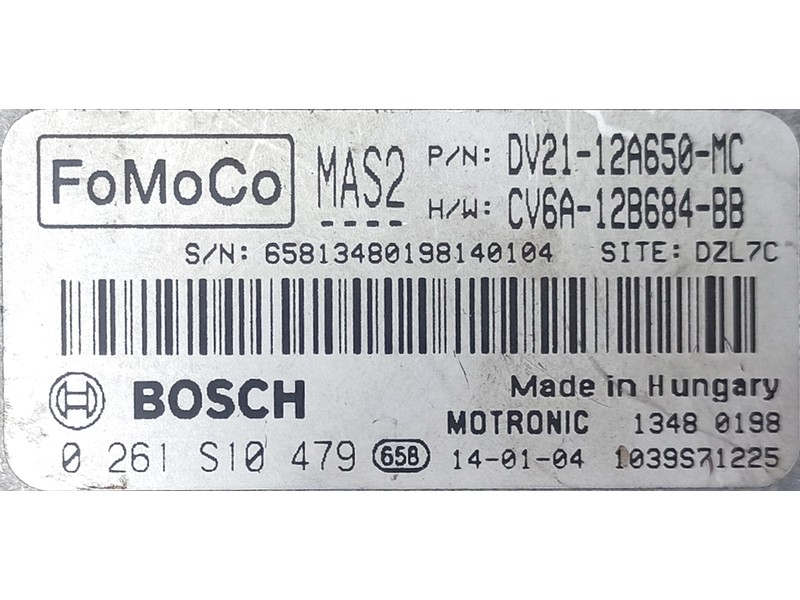 FoMoCo MAS2 P/N: DV21-12A650-MC
H/W: CV6A-12B684-BB
S/N: 65813480198140104 SITE: DZL7C
BOSCH Made in Hungary
MOTRONIC 1348 0198
0 261 S10 479 658 14-01-04 1039S71225